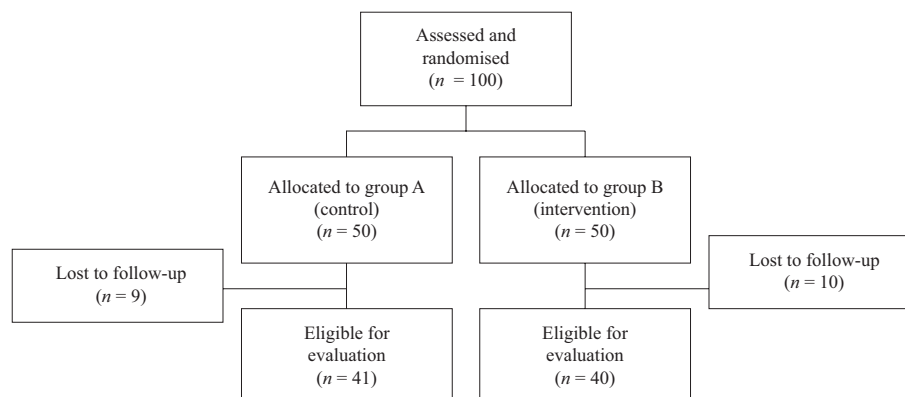 Assessed and
randomised
(n = 100)
Allocated to group A
(control)
(n = 50)
Allocated to group B
(intervention)
(n = 50)
Lost to follow-up
(n = 9)
Lost to follow-up
(n = 10)
Eligible for
evaluation
(n = 41)
Eligible for
evaluation
(n = 40)